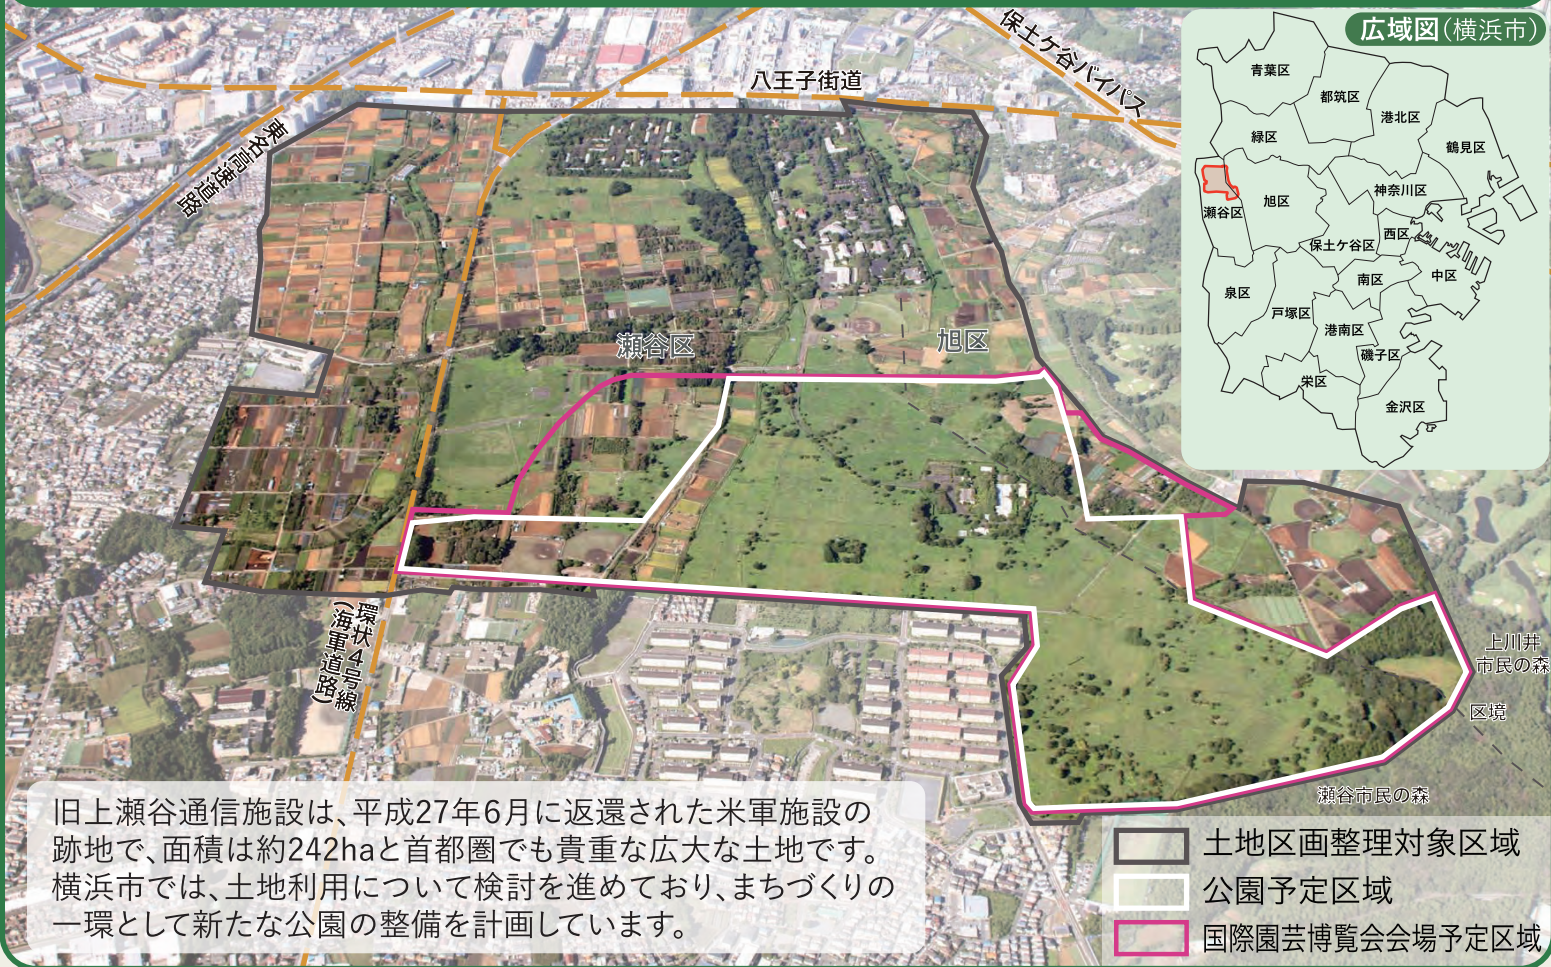 広域図(横浜市)
青葉区
都筑区
港北区
緑区
鶴見区
神奈川区
旭区
瀬谷区
西区
保土ケ谷区
中区
南区
泉区
戸塚区
港南区
磯子区
栄区
金沢区
保土ケ谷バイパス
八王子街道
東名高速道路
瀬谷区
旭区
環状4号線
(海軍道路)
上川井
市民の森
区境
瀬谷市民の森
旧上瀬谷通信施設は、平成27年6月に返還された米軍施設の
跡地で、面積は約242haと首都圏でも貴重な広大な土地です。
横浜市では、土地利用について検討を進めており、まちづくりの
一環として新たな公園の整備を計画しています。
土地区画整理対象区域
公園予定区域
国際園芸博覧会会場予定区域